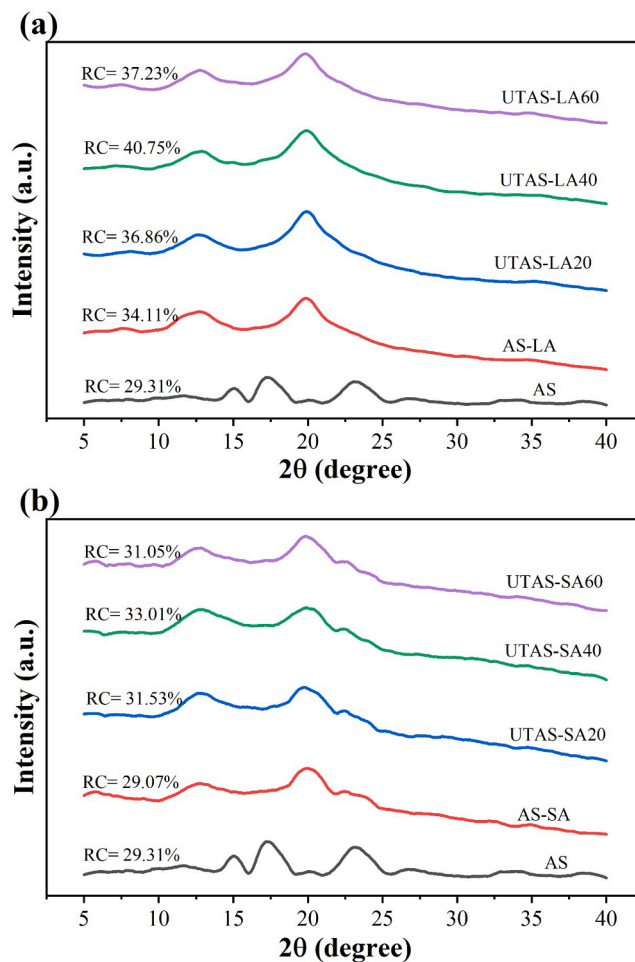 (a)
RC= 37.23%
UTAS-LA60
RC= 40.75%
UTAS-LA40
RC= 36.86%
UTAS-LA20
RC= 34.11%
AS-LA
RC= 29.31%
AS
Intensity (a.u.)
5 10 15 20 25 30 35 40
2θ (degree)
(b)
RC= 31.05%
UTAS-SA60
RC= 33.01%
UTAS-SA40
RC= 31.53%
UTAS-SA20
RC= 29.07%
AS-SA
RC= 29.31%
AS
Intensity (a.u.)
5 10 15 20 25 30 35 40
2θ (degree)